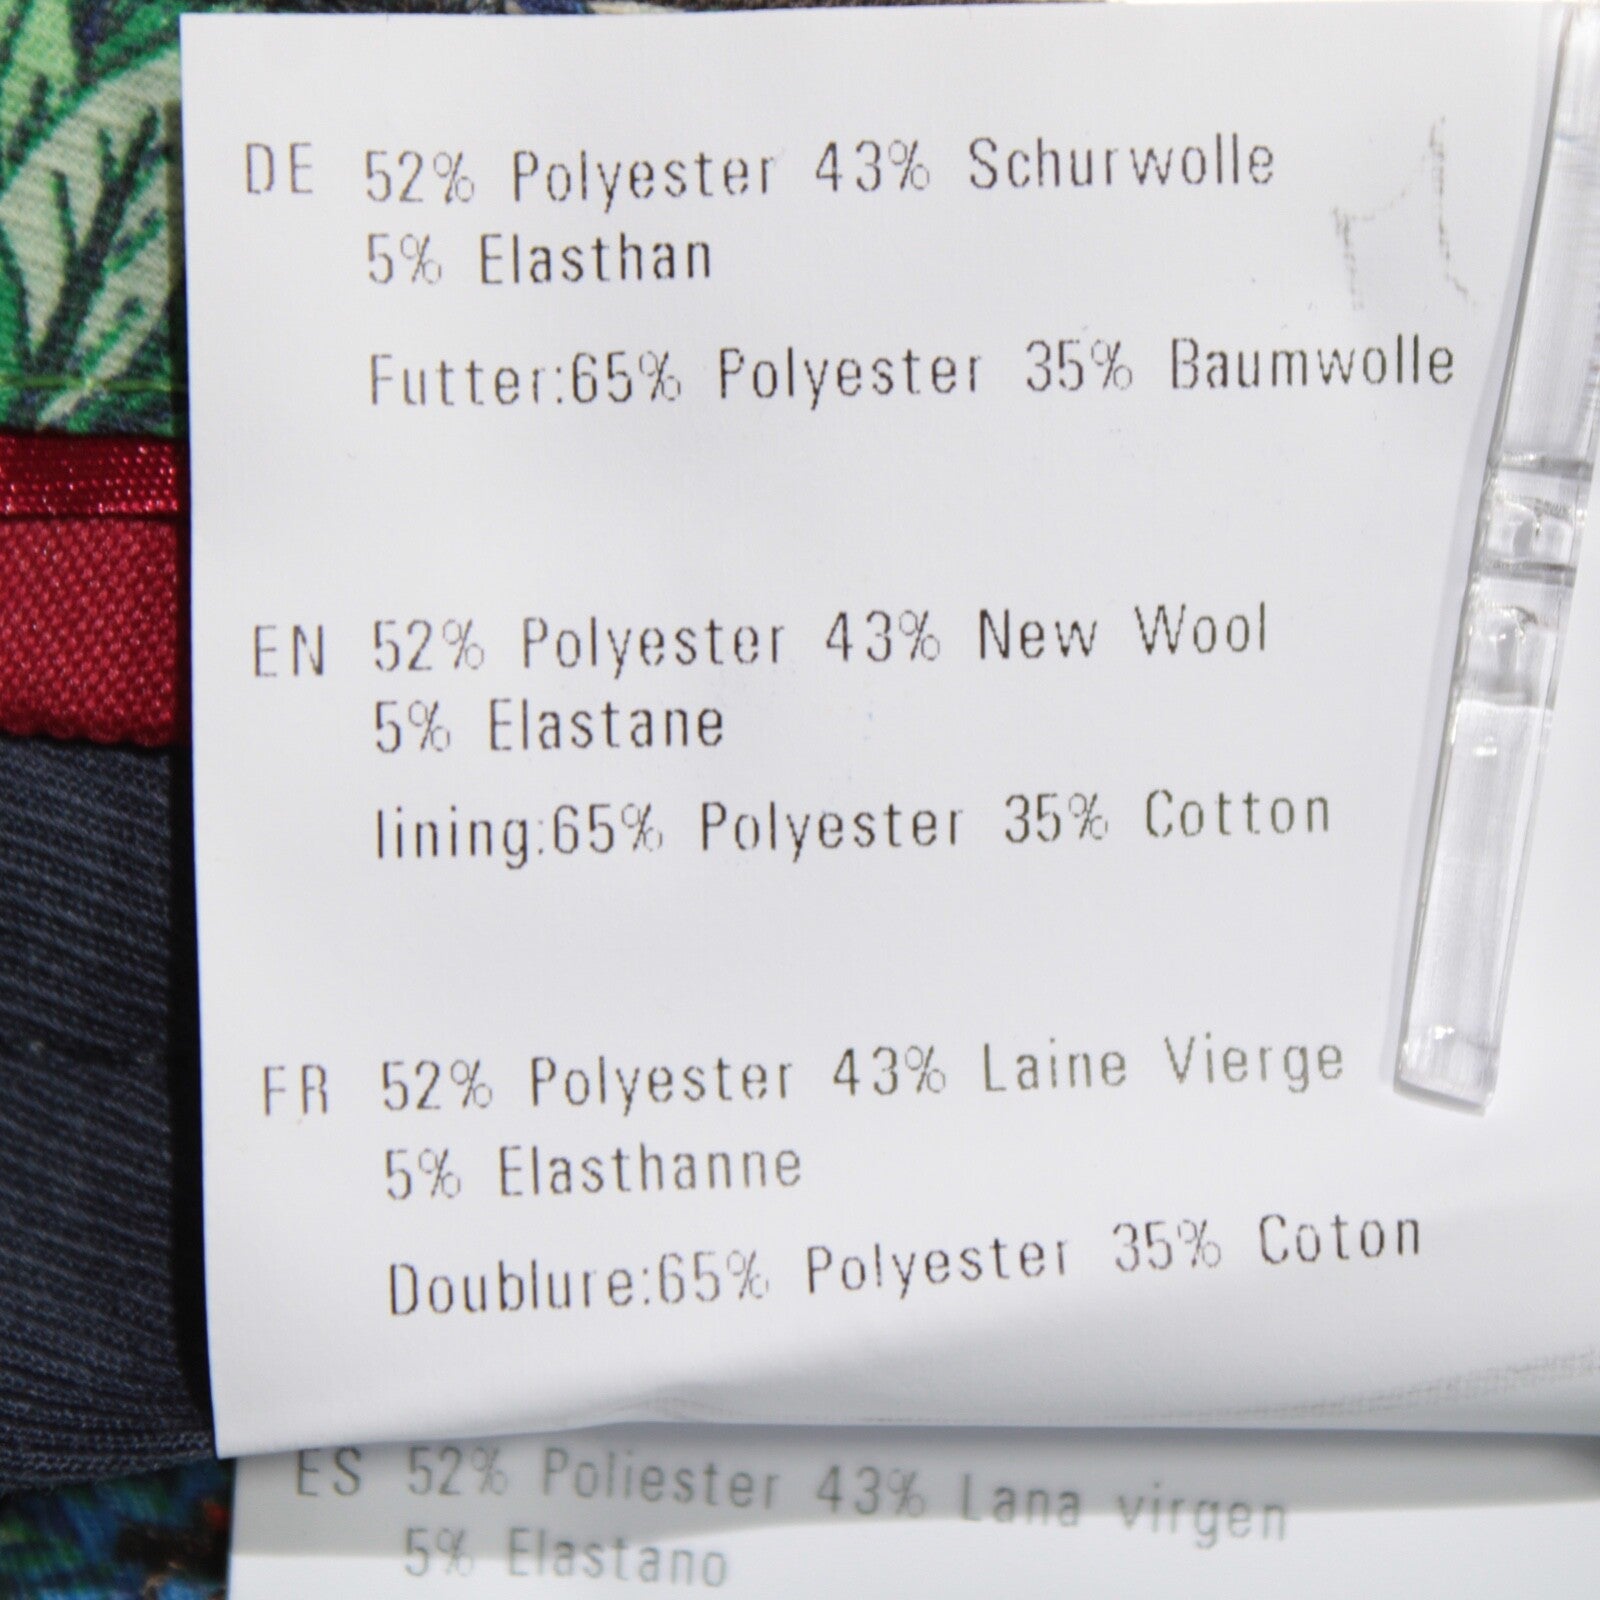 DE 52% Polyester 43% Schurwolle
5% Elasthan
Futter:65% Polyester 35% Baumwolle
EN 52% Polyester 43% New Wool
5% Elastane
lining:65% Polyester 35% Cotton
FR 52% Polyester 43% Laine Vierge
5% Elasthanne
Doublure:65% Polyester 35% Coton
ES 52% Poliester 43% Lana virgen
5% Elastano